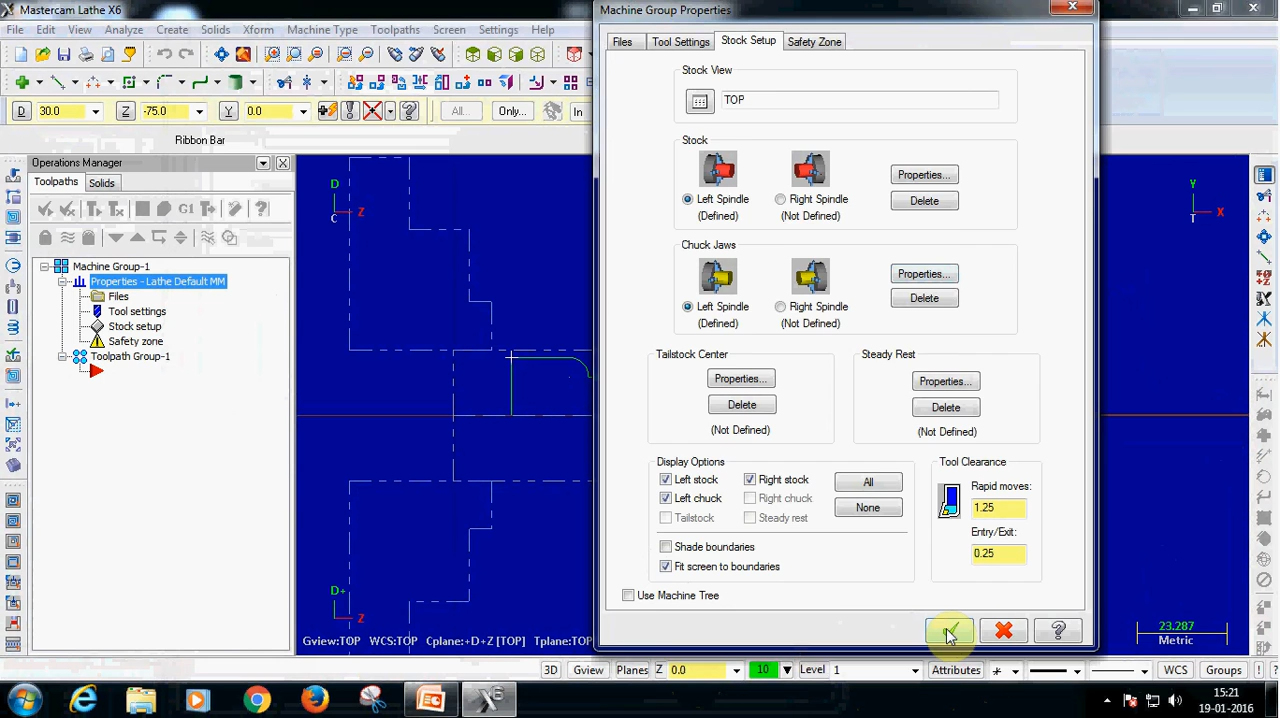 Mastercam Lathe X6
File Edit View Analyze Create Solids Xform Machine Type Toolpaths Screen Settings Help
D 30.0 Z -75.0 Y 0.0 All... Only... In
Ribbon Bar
Operations Manager
Toolpaths Solids
G1
Machine Group-1
Properties - Lathe Default MM
Files
Tool settings
Stock setup
Safety zone
Toolpath Group-1
D
C Z
D+
Z
Gview:TOP WCS:TOP Cplane:+D+Z [TOP] Tplane:TOP
Y
T X
23.287
Metric
Machine Group Properties
Files Tool Settings Stock Setup Safety Zone
Stock View
TOP
Stock
Left Spindle Right Spindle
(Defined) (Not Defined)
Properties...
Delete
Chuck Jaws
Left Spindle Right Spindle
(Defined) (Not Defined)
Properties...
Delete
Tailstock Center
Properties...
Delete
(Not Defined)
Steady Rest
Properties...
Delete
(Not Defined)
Display Options
Left stock Right stock All
Left chuck Right chuck None
Tailstock Steady rest
Shade boundaries
Fit screen to boundaries
Tool Clearance
Rapid moves:
1.25
Entry/Exit:
0.25
Use Machine Tree
3D Gview Planes Z 0.0 10 Level 1 Attributes WCS Groups
15:21
19-01-2016